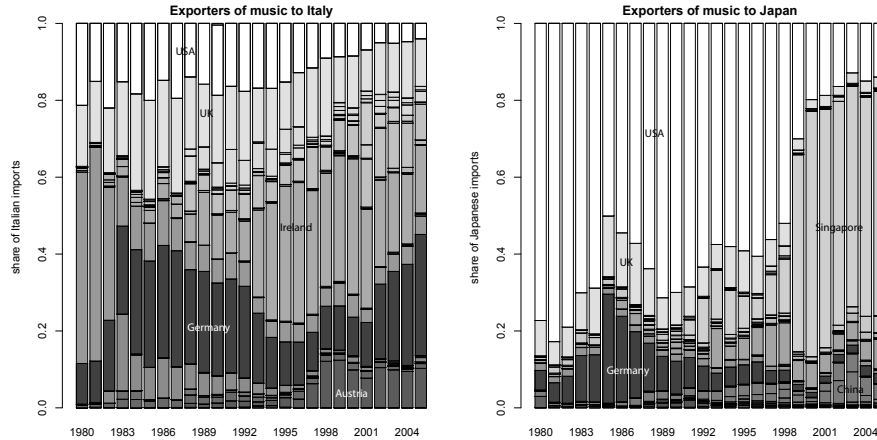 Exporters of music to Italy
share of Italian imports
1.0
0.8
0.6
0.4
0.2
0.0
USA
UK
Ireland
Germany
Austria
1980 1983 1986 1989 1992 1995 1998 2001 2004
Exporters of music to Japan
share of Japanese imports
1.0
0.8
0.6
0.4
0.2
0.0
USA
Singapore
UK
Germany
China
1980 1983 1986 1989 1992 1995 1998 2001 2004